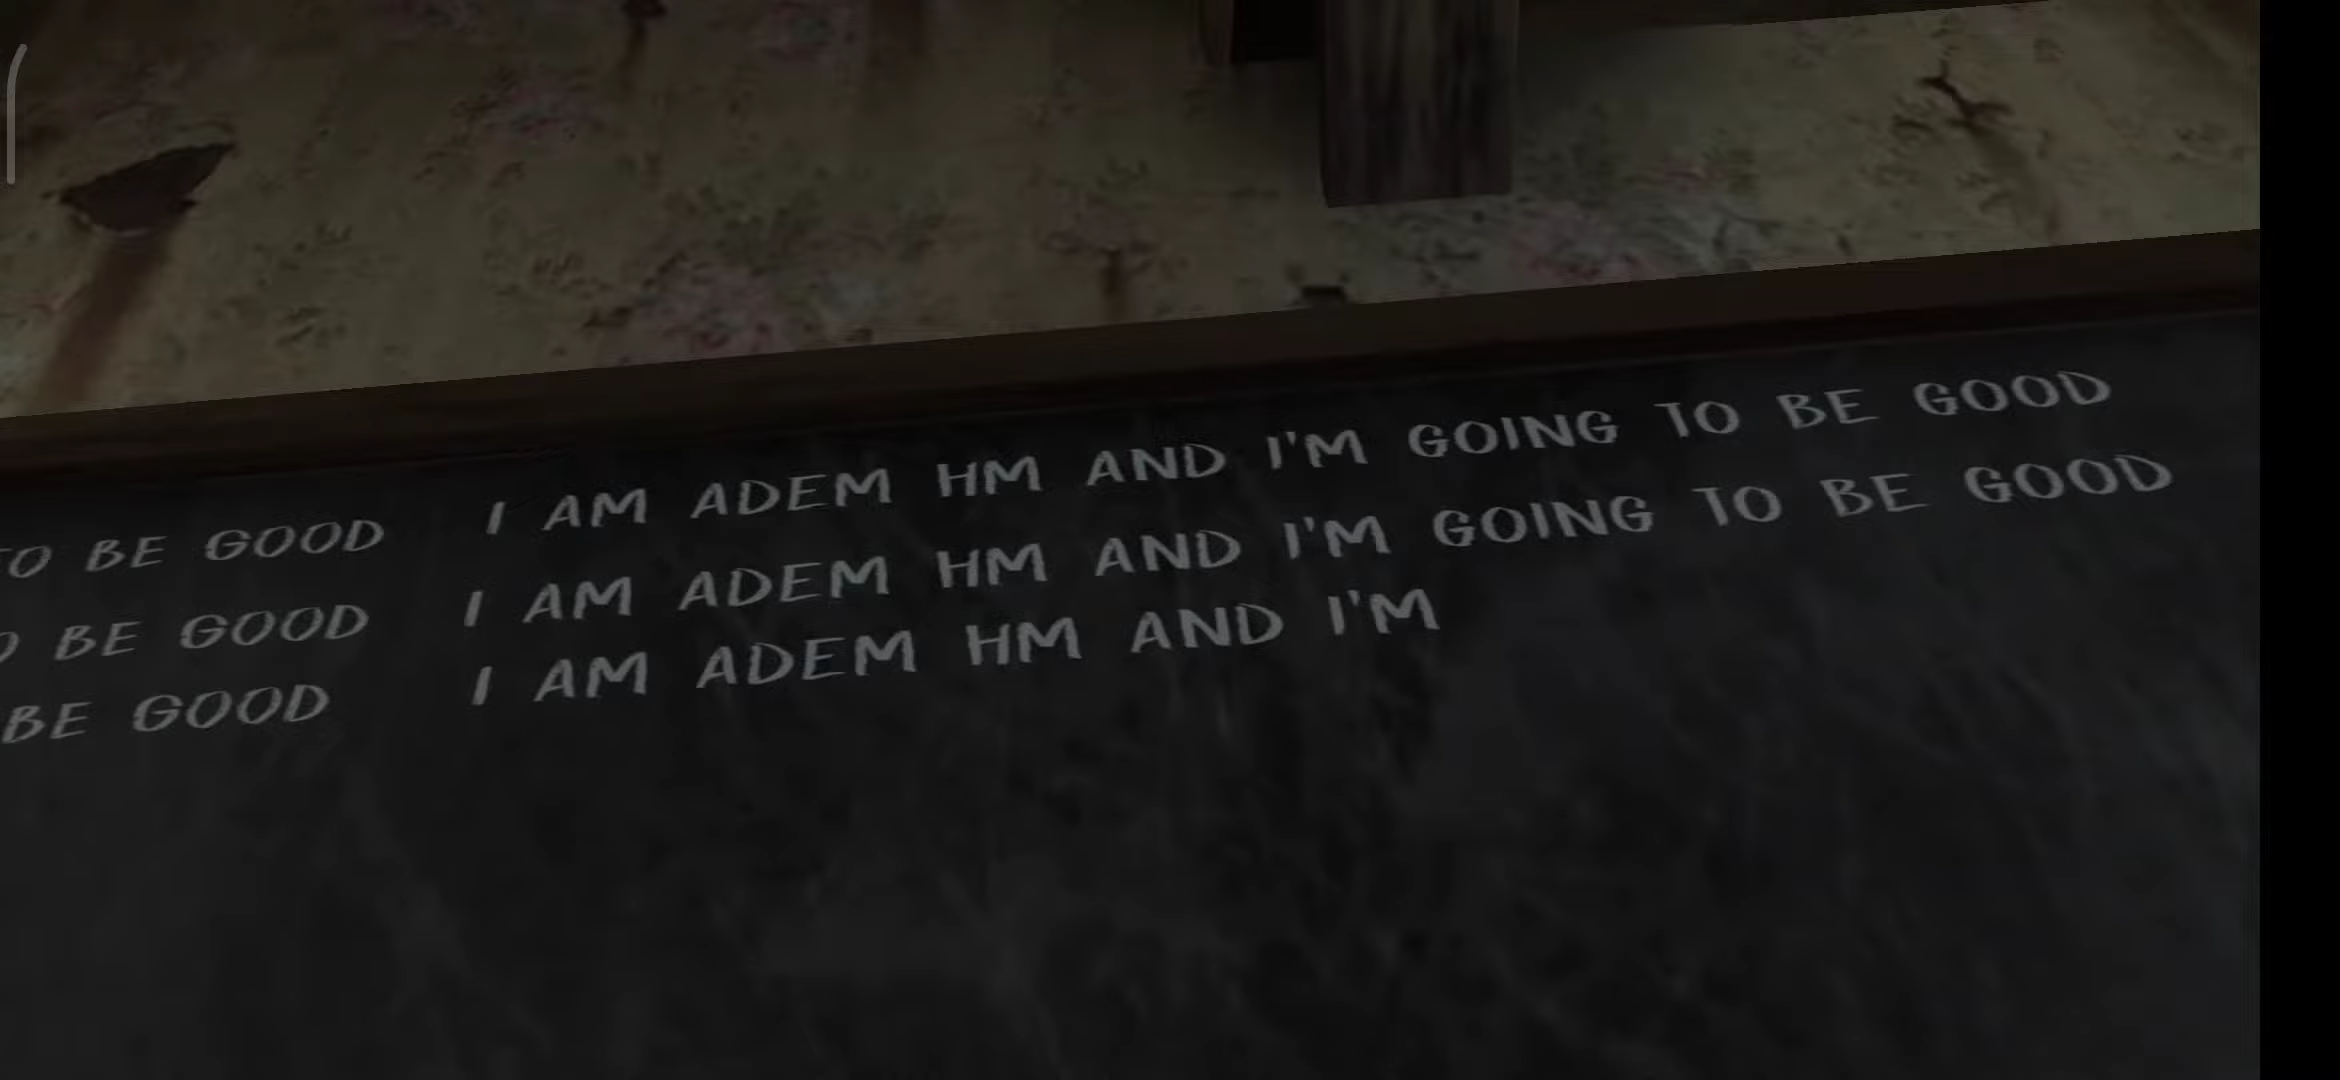 TO BE GOOD I AM ADEM HM AND I'M GOING TO BE GOOD
BE GOOD I AM ADEM HM AND I'M GOING TO BE GOOD
BE GOOD I AM ADEM HM AND I'M